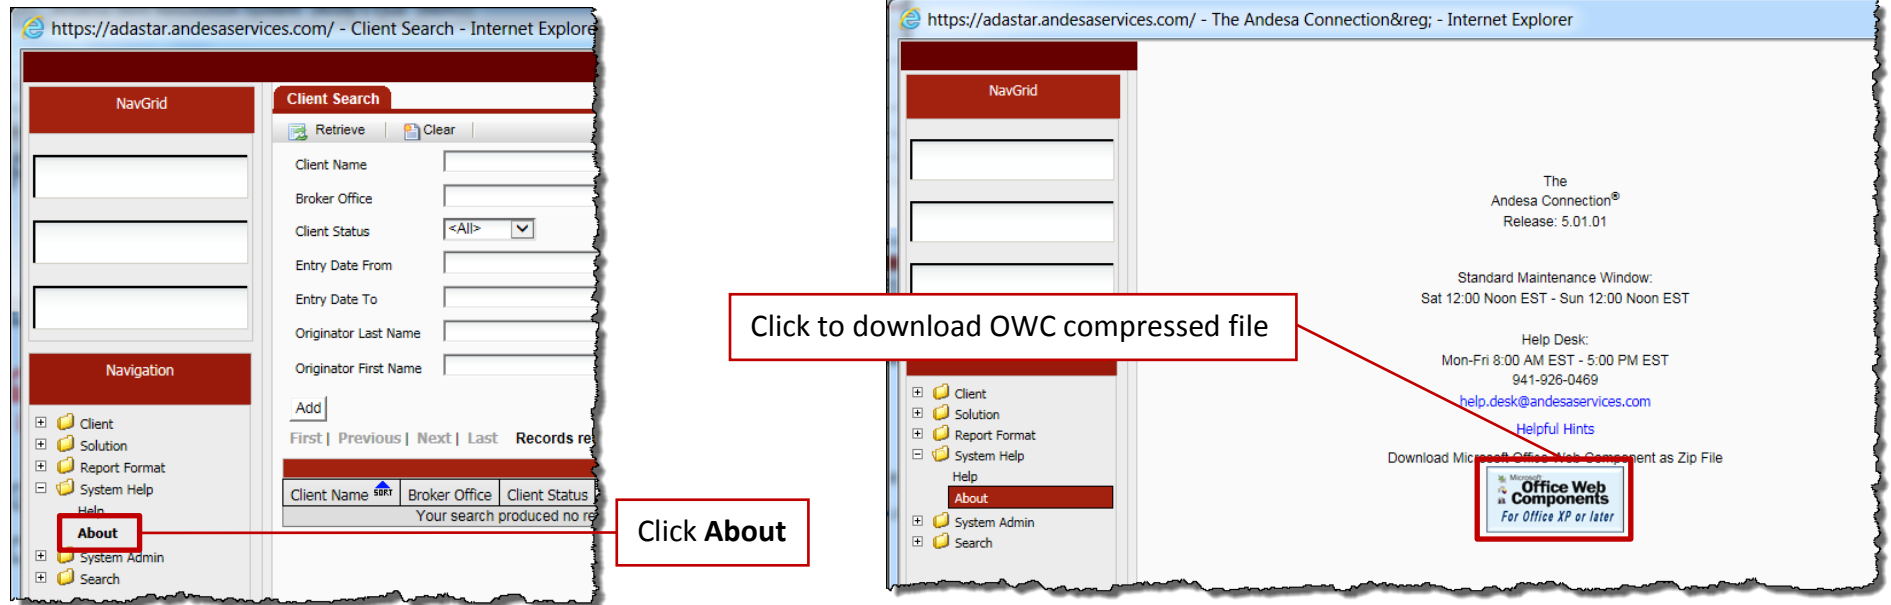 https://adastar.andesaservices.com/ - Client Search - Internet Explore
NavGrid
Client Search
Retrieve
Clear
Client Name
Broker Office
Client Status
<All>
Entry Date From
Entry Date To
Originator Last Name
Originator First Name
Add
First | Previous | Next | Last Records re
Client Name SORT Broker Office Client Status
Your search produced no re
Navigation
Client
Solution
Report Format
System Help
Help
About
System Admin
Search
Click About
https://adastar.andesaservices.com/ - The Andesa Connection&reg; - Internet Explorer
NavGrid
Click to download OWC compressed file
Client
Solution
Report Format
System Help
Help
About
System Admin
Search
The
Andesa Connection®
Release: 5.01.01
Standard Maintenance Window:
Sat 12:00 Noon EST - Sun 12:00 Noon EST
Help Desk:
Mon-Fri 8:00 AM EST - 5:00 PM EST
941-926-0469
help.desk@andesaservices.com
Helpful Hints
Download Microsoft Office Web Component as Zip File
Microsoft
Office Web
Components
For Office XP or later